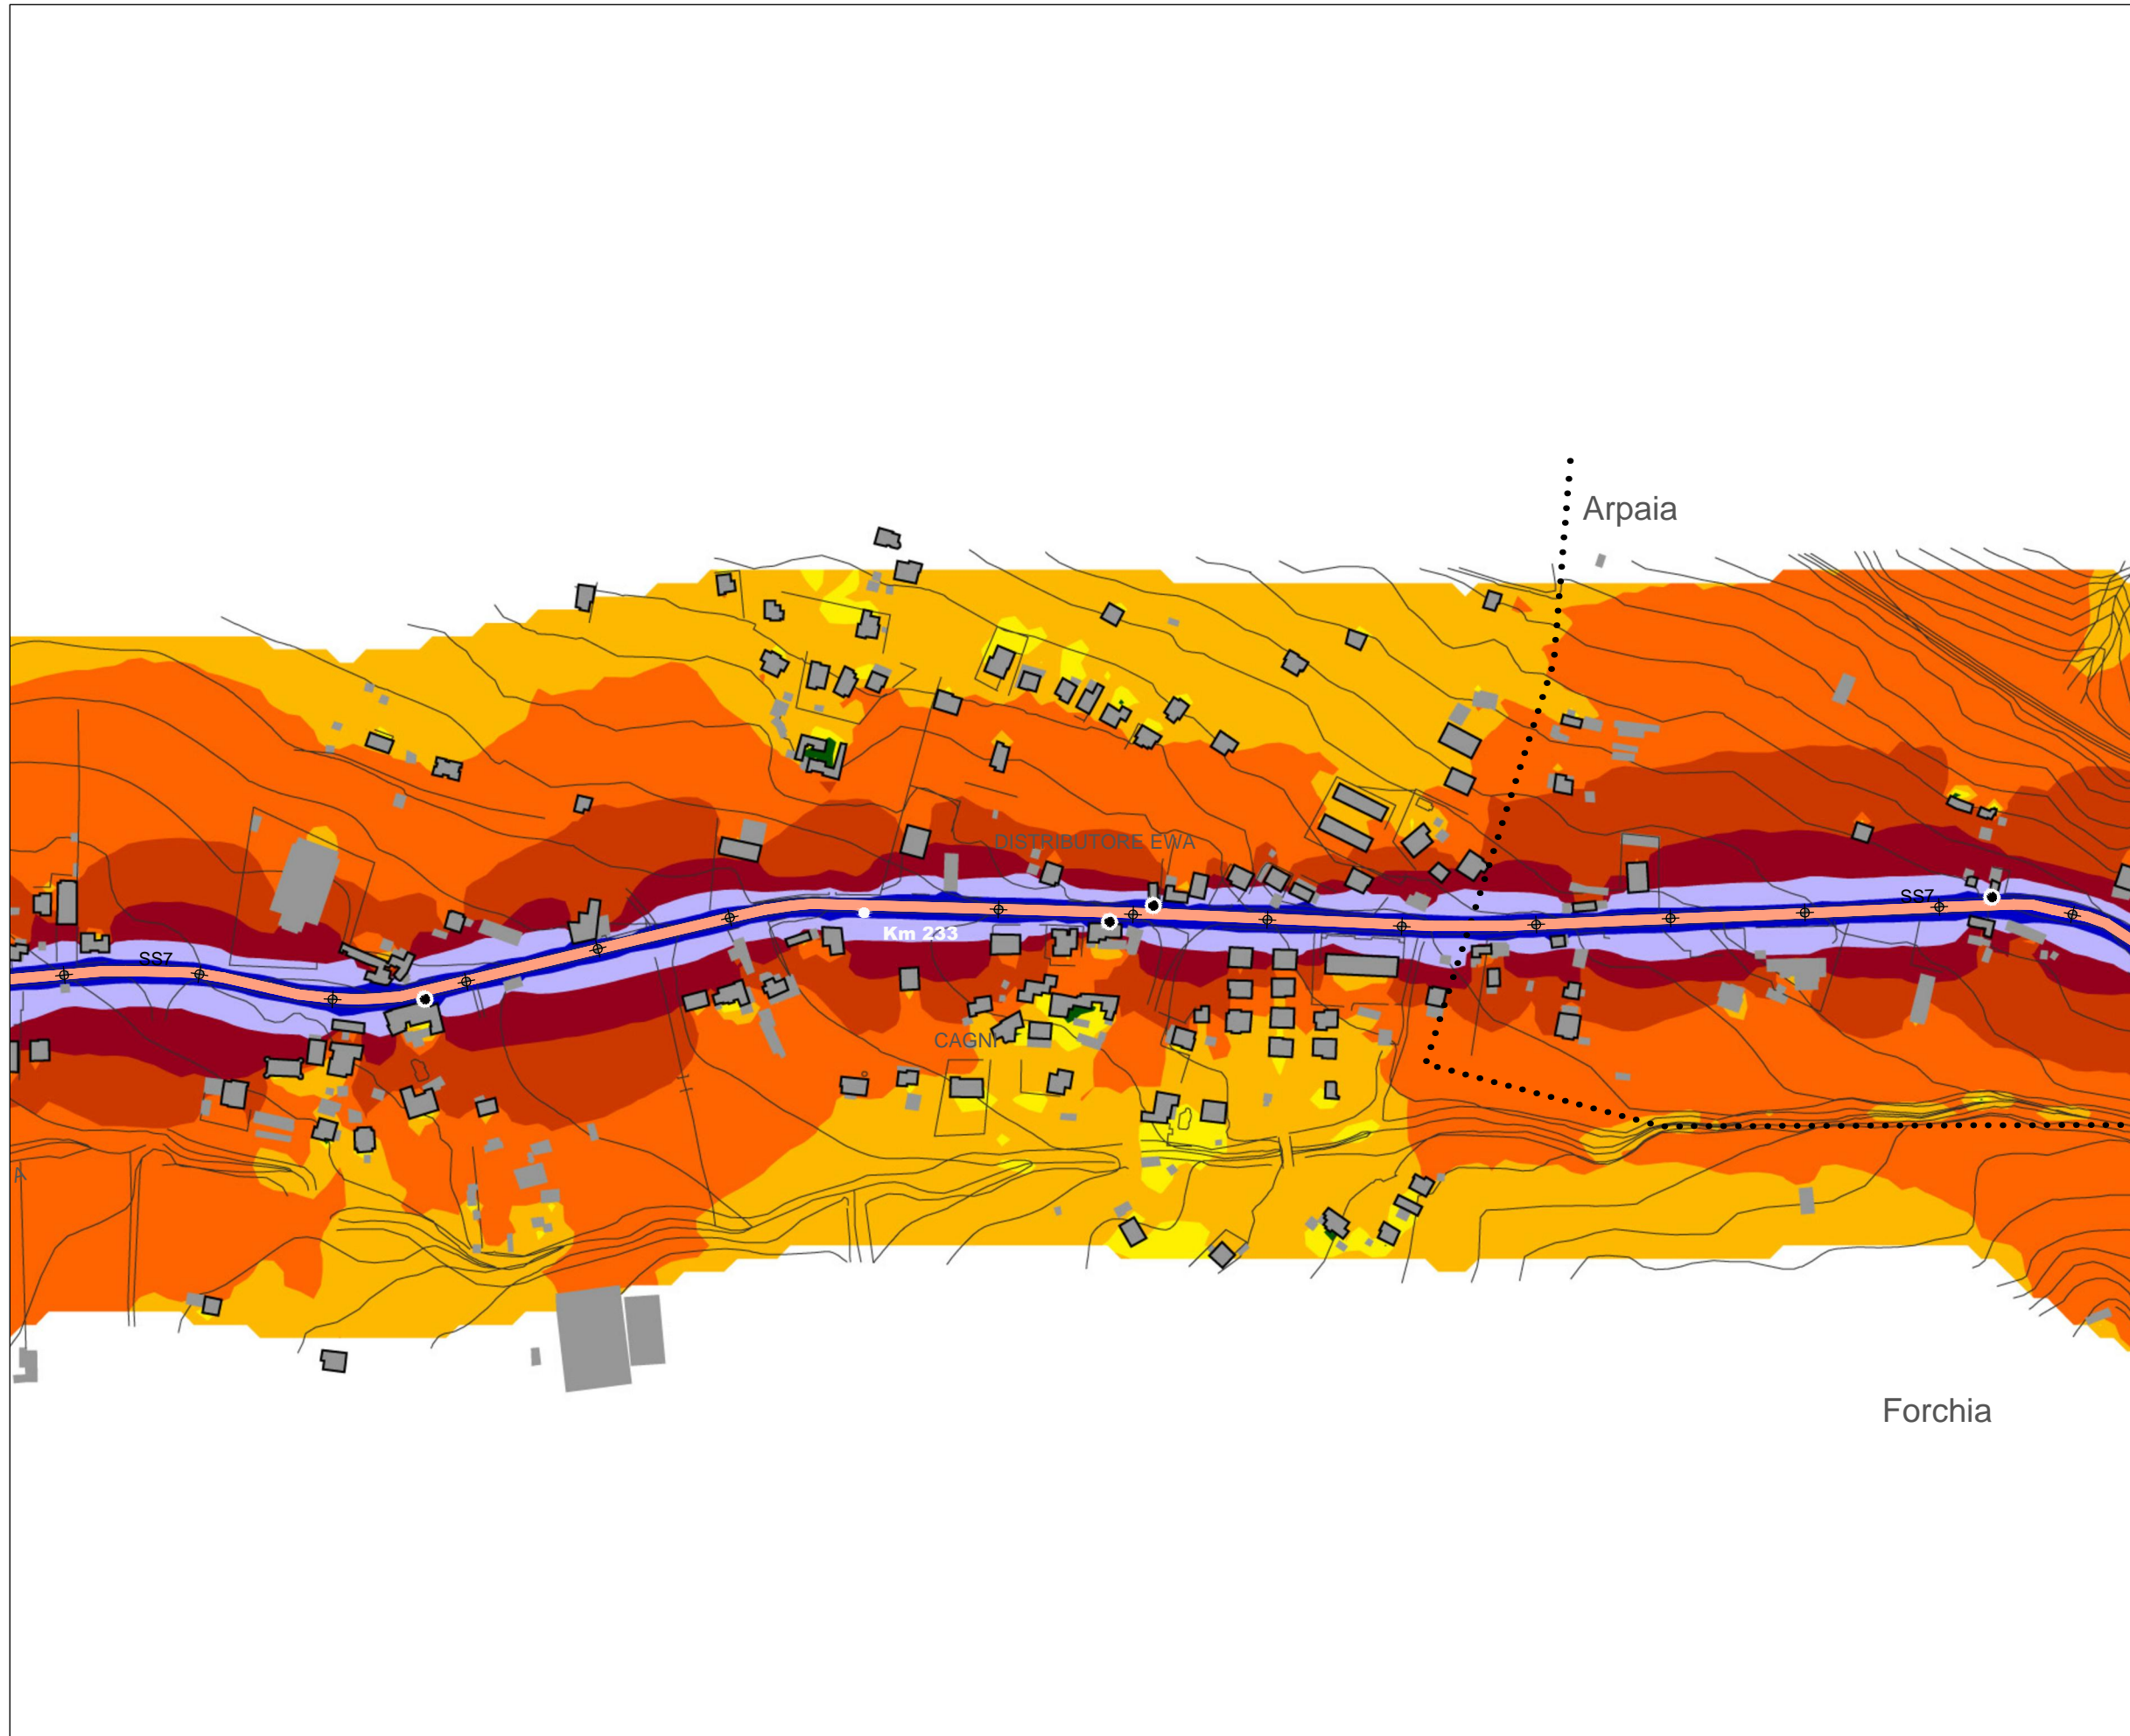 Arpaia
DISTRIBUTORE EWA
SS7
Km 233
SS7
CAGNI
A
Forchia